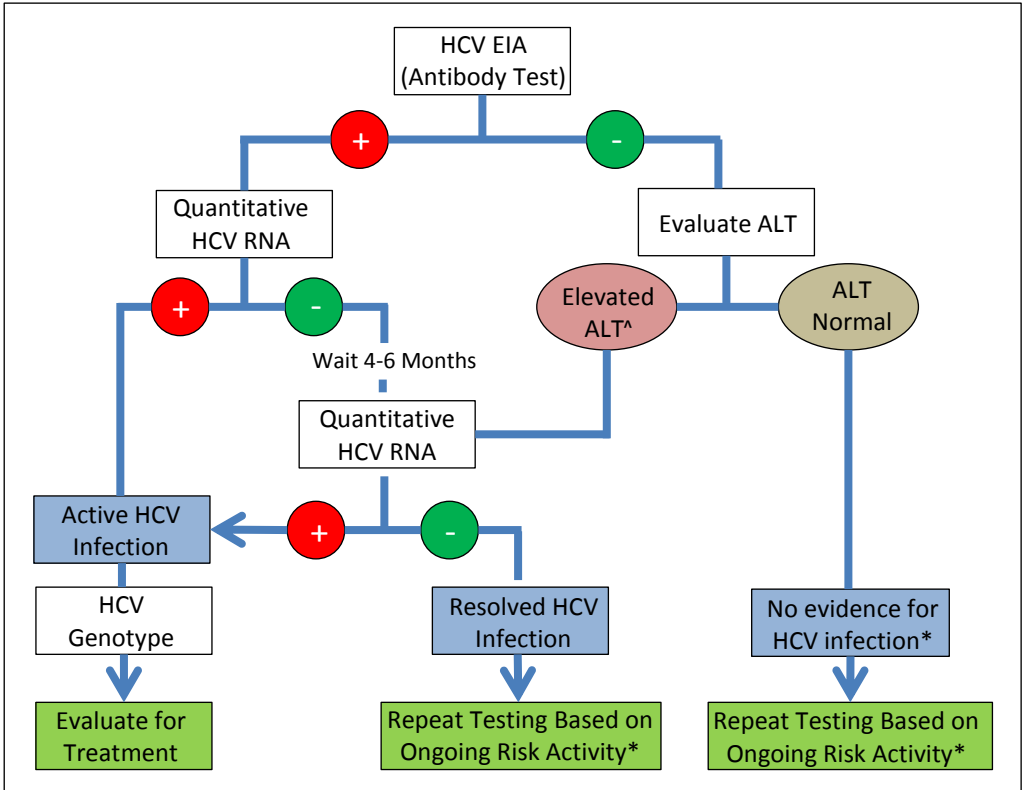 HCV EIA
(Antibody Test)
+
-
Quantitative
HCV RNA
Evaluate ALT
+
-
Elevated
ALT^
ALT
Normal
Wait 4-6 Months
Quantitative
HCV RNA
Active HCV
Infection
+
-
HCV
Genotype
Resolved HCV
Infection
No evidence for
HCV infection*
Evaluate for
Treatment
Repeat Testing Based on
Ongoing Risk Activity*
Repeat Testing Based on
Ongoing Risk Activity*